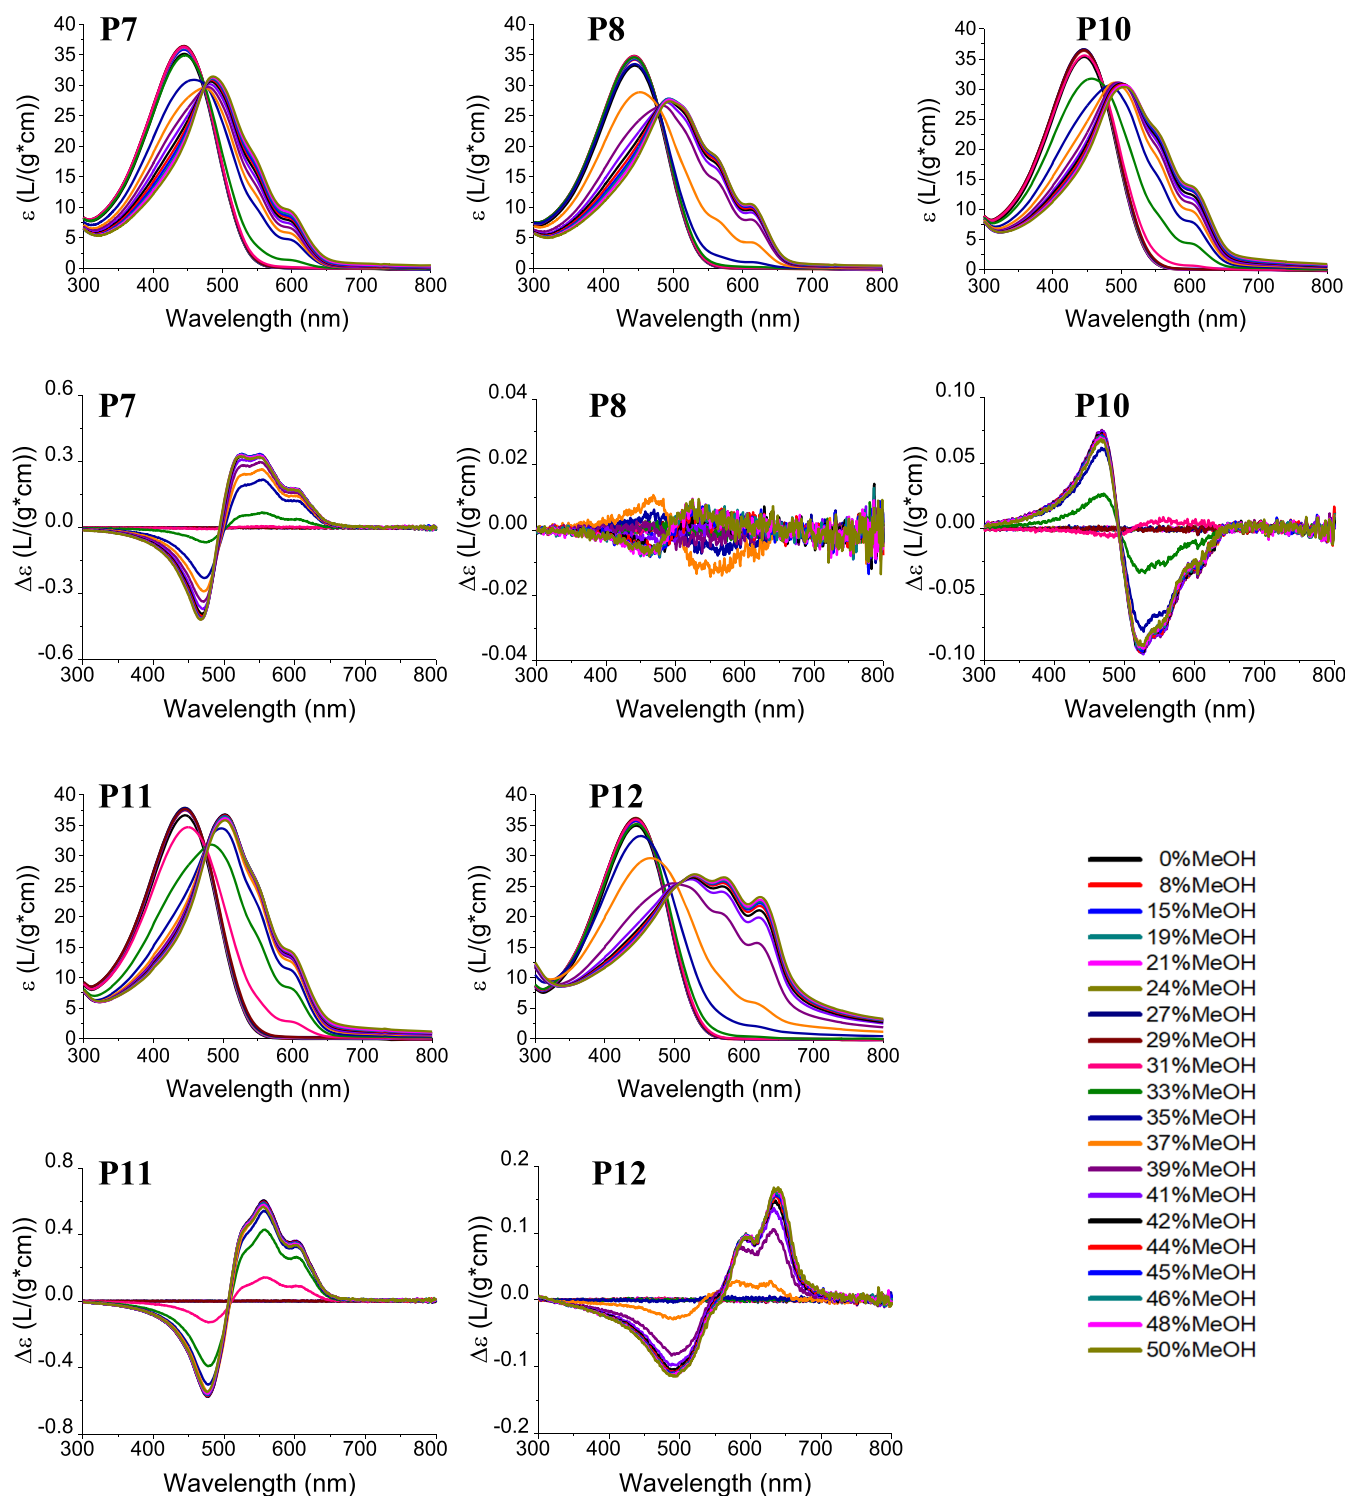 P7
ε (L/(g*cm))
40
35
30
25
20
15
10
5
0
300 400 500 600 700 800
Wavelength (nm)
P8
ε (L/(g*cm))
40
35
30
25
20
15
10
5
0
300 400 500 600 700 800
Wavelength (nm)
P10
ε (L/(g*cm))
40
35
30
25
20
15
10
5
0
300 400 500 600 700 800
Wavelength (nm)
P7
Δε (L/(g*cm))
0.6
0.3
0.0
-0.3
-0.6
300 400 500 600 700 800
Wavelength (nm)
P8
Δε (L/(g*cm))
0.04
0.02
0.00
-0.02
-0.04
300 400 500 600 700 800
Wavelength (nm)
P10
Δε (L/(g*cm))
0.10
0.05
0.00
-0.05
-0.10
300 400 500 600 700 800
Wavelength (nm)
P11
ε (L/(g*cm))
40
35
30
25
20
15
10
5
0
300 400 500 600 700 800
Wavelength (nm)
P12
ε (L/(g*cm))
40
35
30
25
20
15
10
5
0
300 400 500 600 700 800
Wavelength (nm)
P11
Δε (L/(g*cm))
0.8
0.4
0.0
-0.4
-0.8
300 400 500 600 700 800
Wavelength (nm)
P12
Δε (L/(g*cm))
0.2
0.1
0.0
-0.1
-0.2
300 400 500 600 700 800
Wavelength (nm)
0%MeOH
8%MeOH
15%MeOH
19%MeOH
21%MeOH
24%MeOH
27%MeOH
29%MeOH
31%MeOH
33%MeOH
35%MeOH
37%MeOH
39%MeOH
41%MeOH
42%MeOH
44%MeOH
45%MeOH
46%MeOH
48%MeOH
50%MeOH